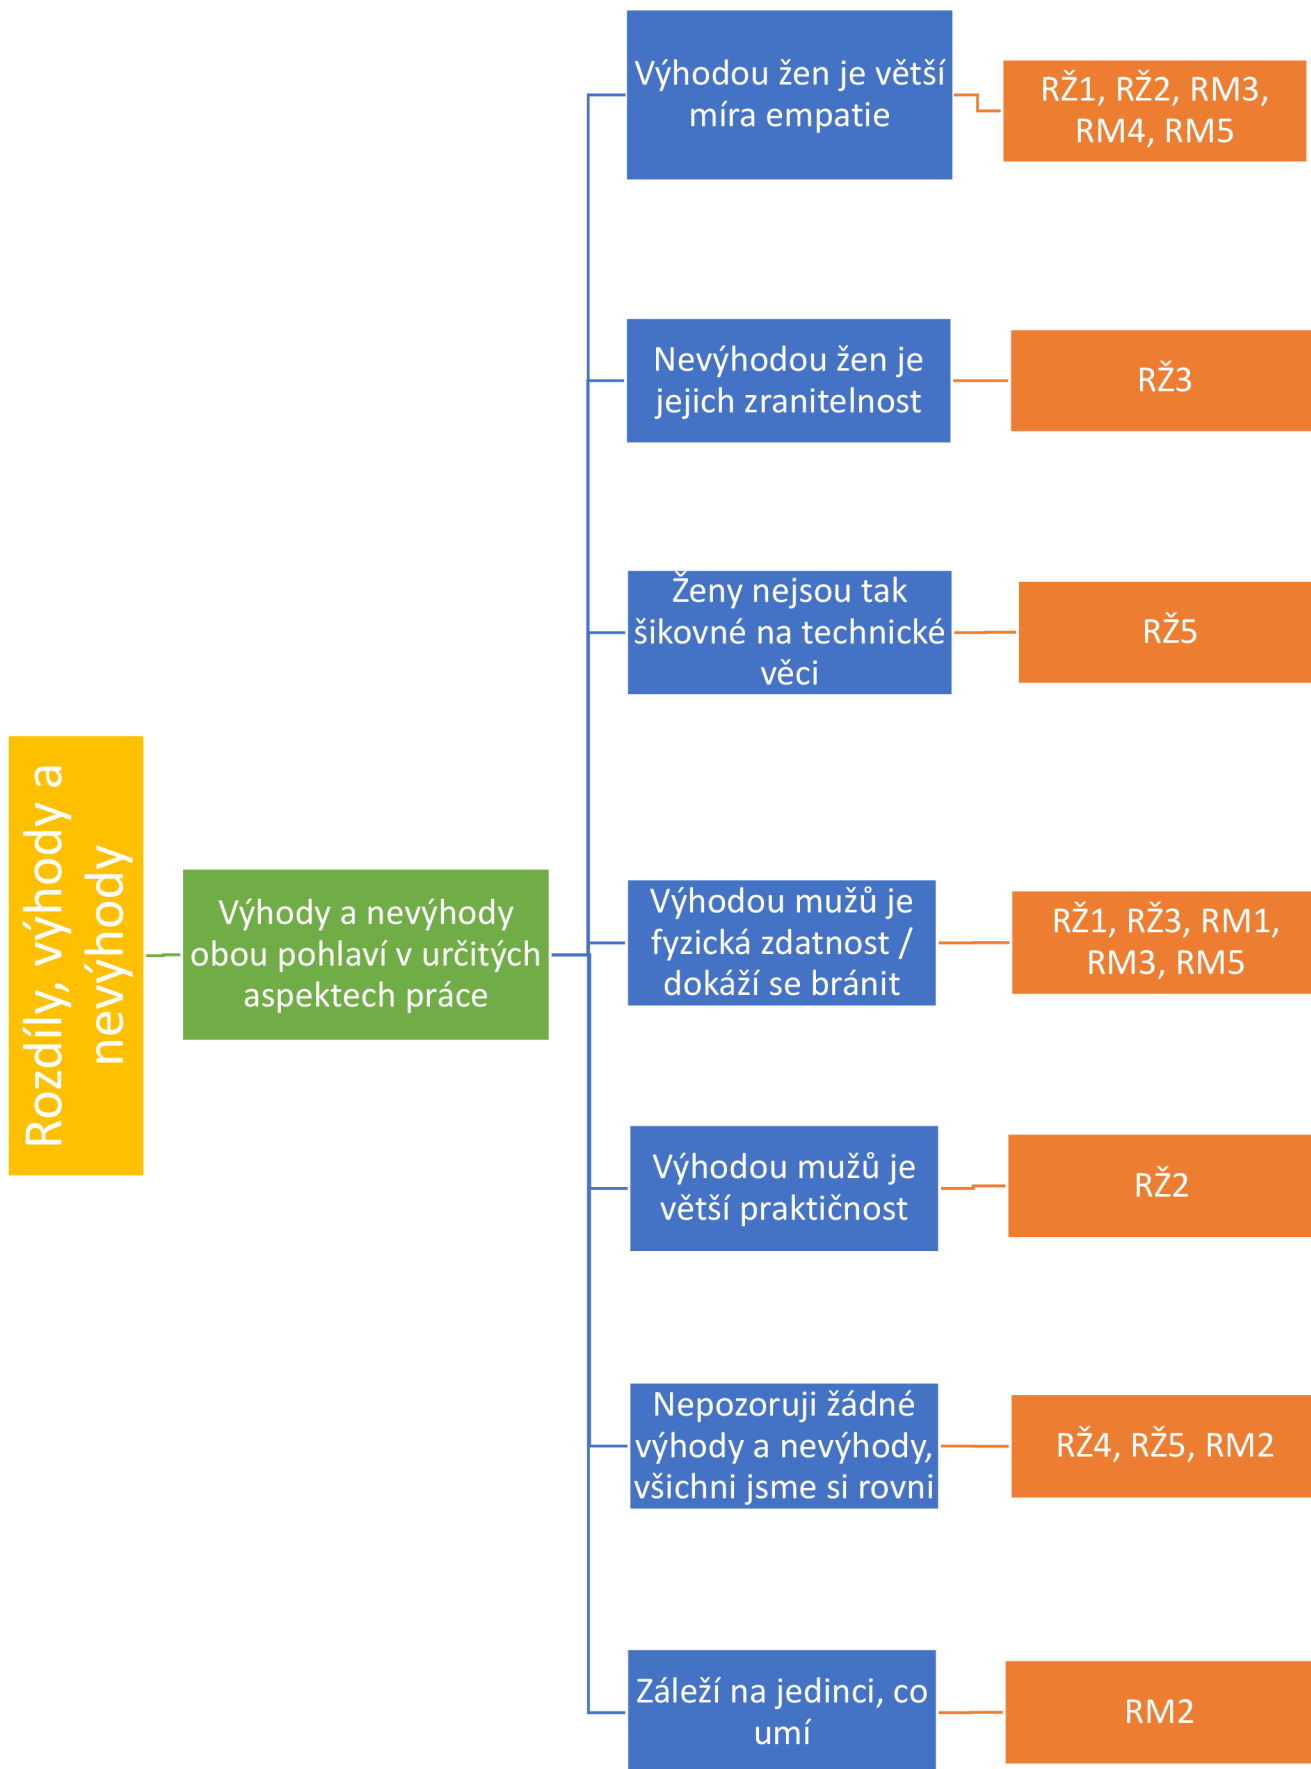 Rozdíly, výhody a
nevýhody
Výhody a nevýhody
obou pohlaví v určitých
aspektech práce
Výhodou žen je větší
míra empatie
RŽ1, RŽ2, RM3,
RM4, RM5
Nevýhodou žen je
jejich zranitelnost
RŽ3
Ženy nejsou tak
šikovné na technické
věci
RŽ5
Výhodou mužů je
fyzická zdatnost /
dokáží se bránit
RŽ1, RŽ3, RM1,
RM3, RM5
Výhodou mužů je
větší praktičnost
RŽ2
Nepozoruji žádné
výhody a nevýhody,
všichni jsme si rovni
RŽ4, RŽ5, RM2
Záleží na jedinci, co
umí
RM2